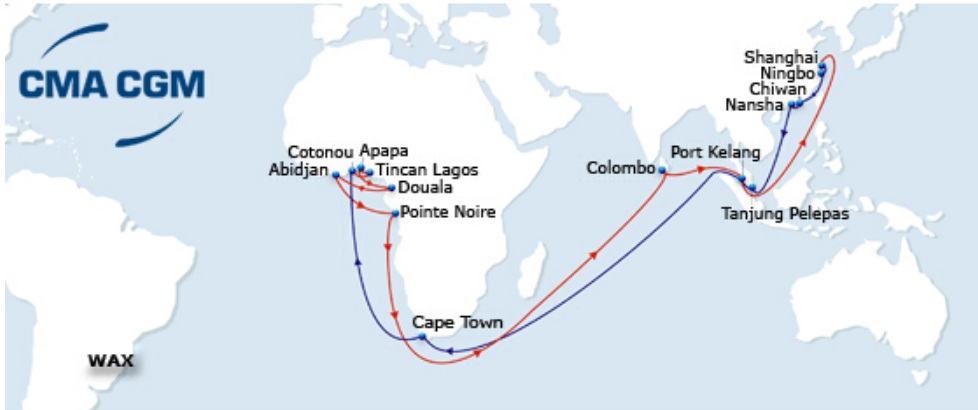 CMA CGM
Shanghai
Ningbo
Chiwan
Nansha
Cotonou Apapa
Abidjan Tincan Lagos
Douala
Pointe Noire
Colombo Port Kelang
Tanjung Pelepas
Cape Town
WAX